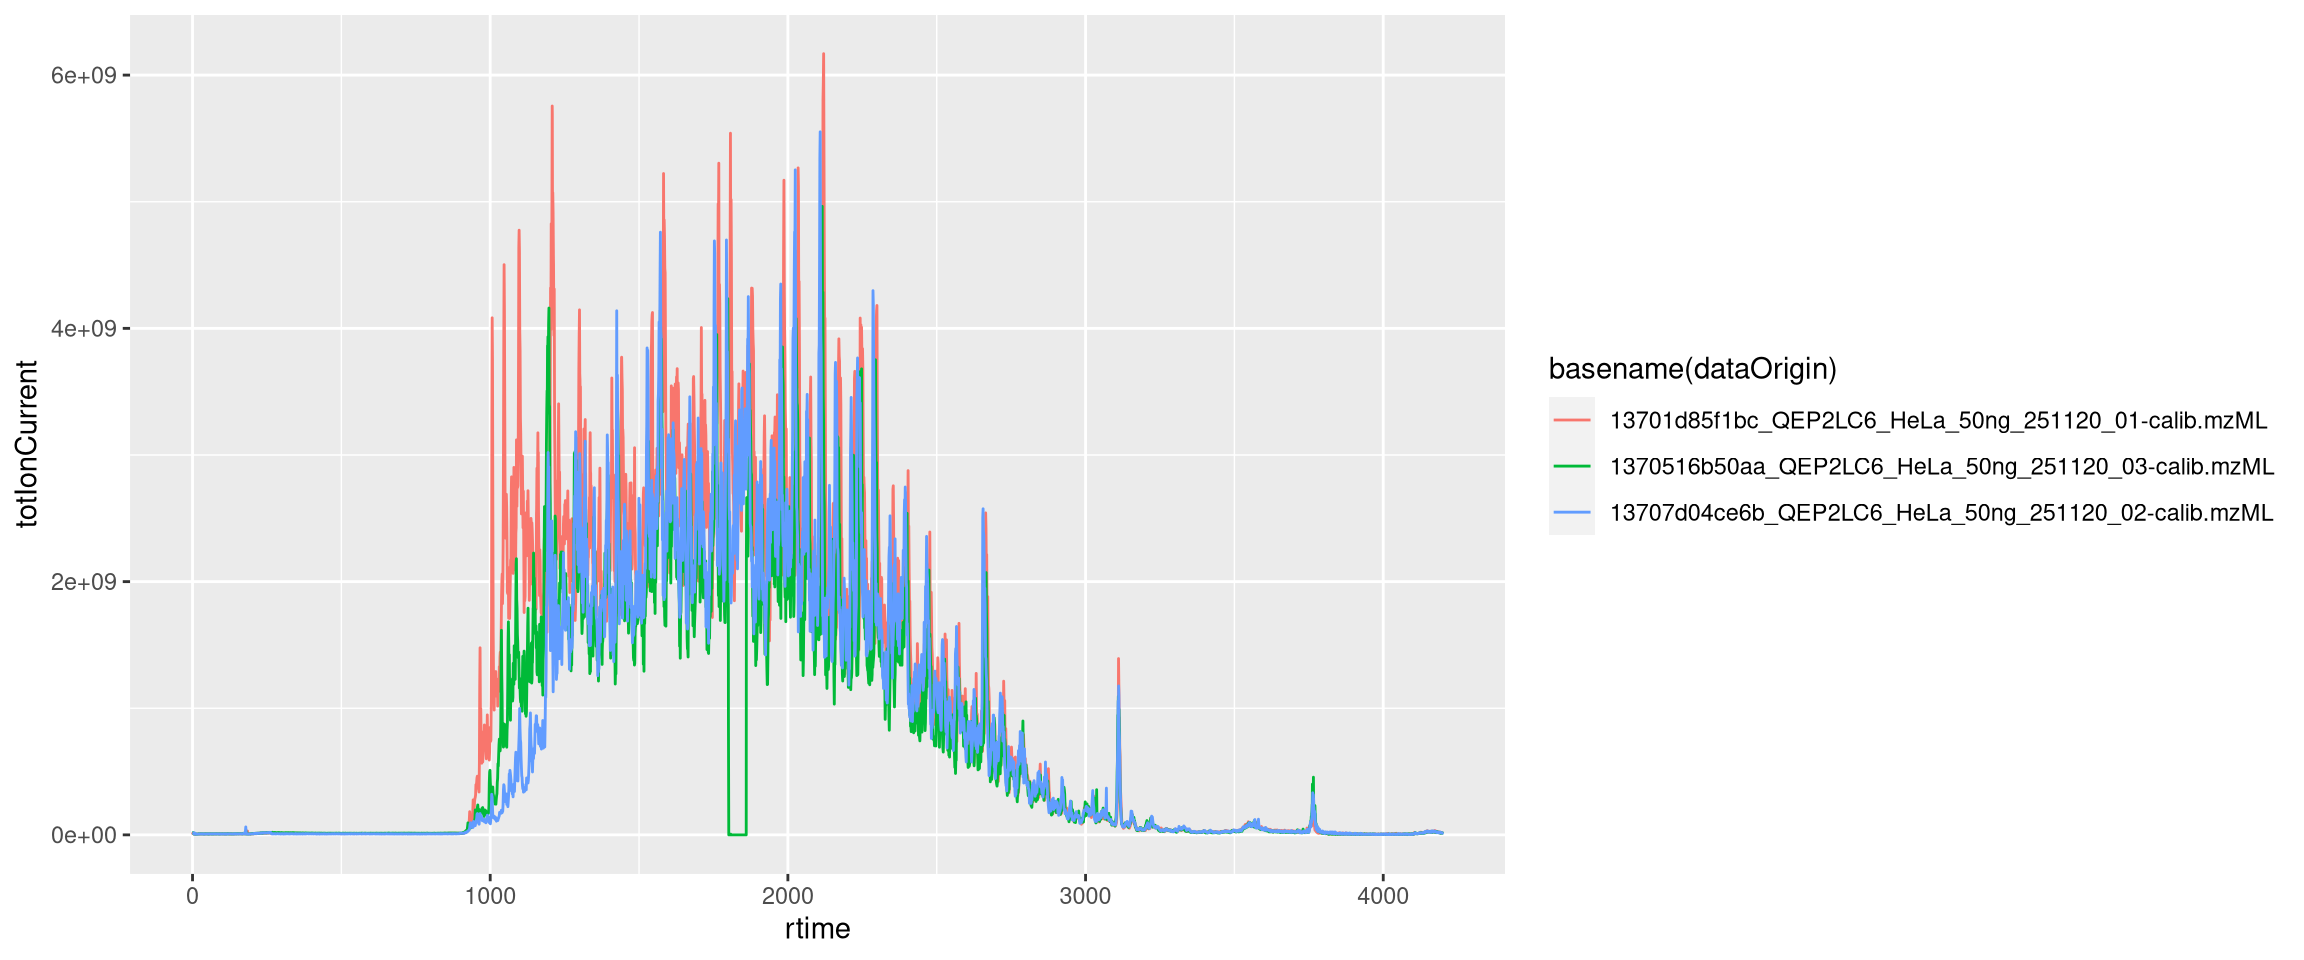 6e+09
4e+09
2e+09
0e+00
totIonCurrent
0
1000
2000
3000
4000
rtime
basename(dataOrigin)
13701d85f1bc_QEP2LC6_HeLa_50ng_251120_01-calib.mzML
1370516b50aa_QEP2LC6_HeLa_50ng_251120_03-calib.mzML
13707d04ce6b_QEP2LC6_HeLa_50ng_251120_02-calib.mzML